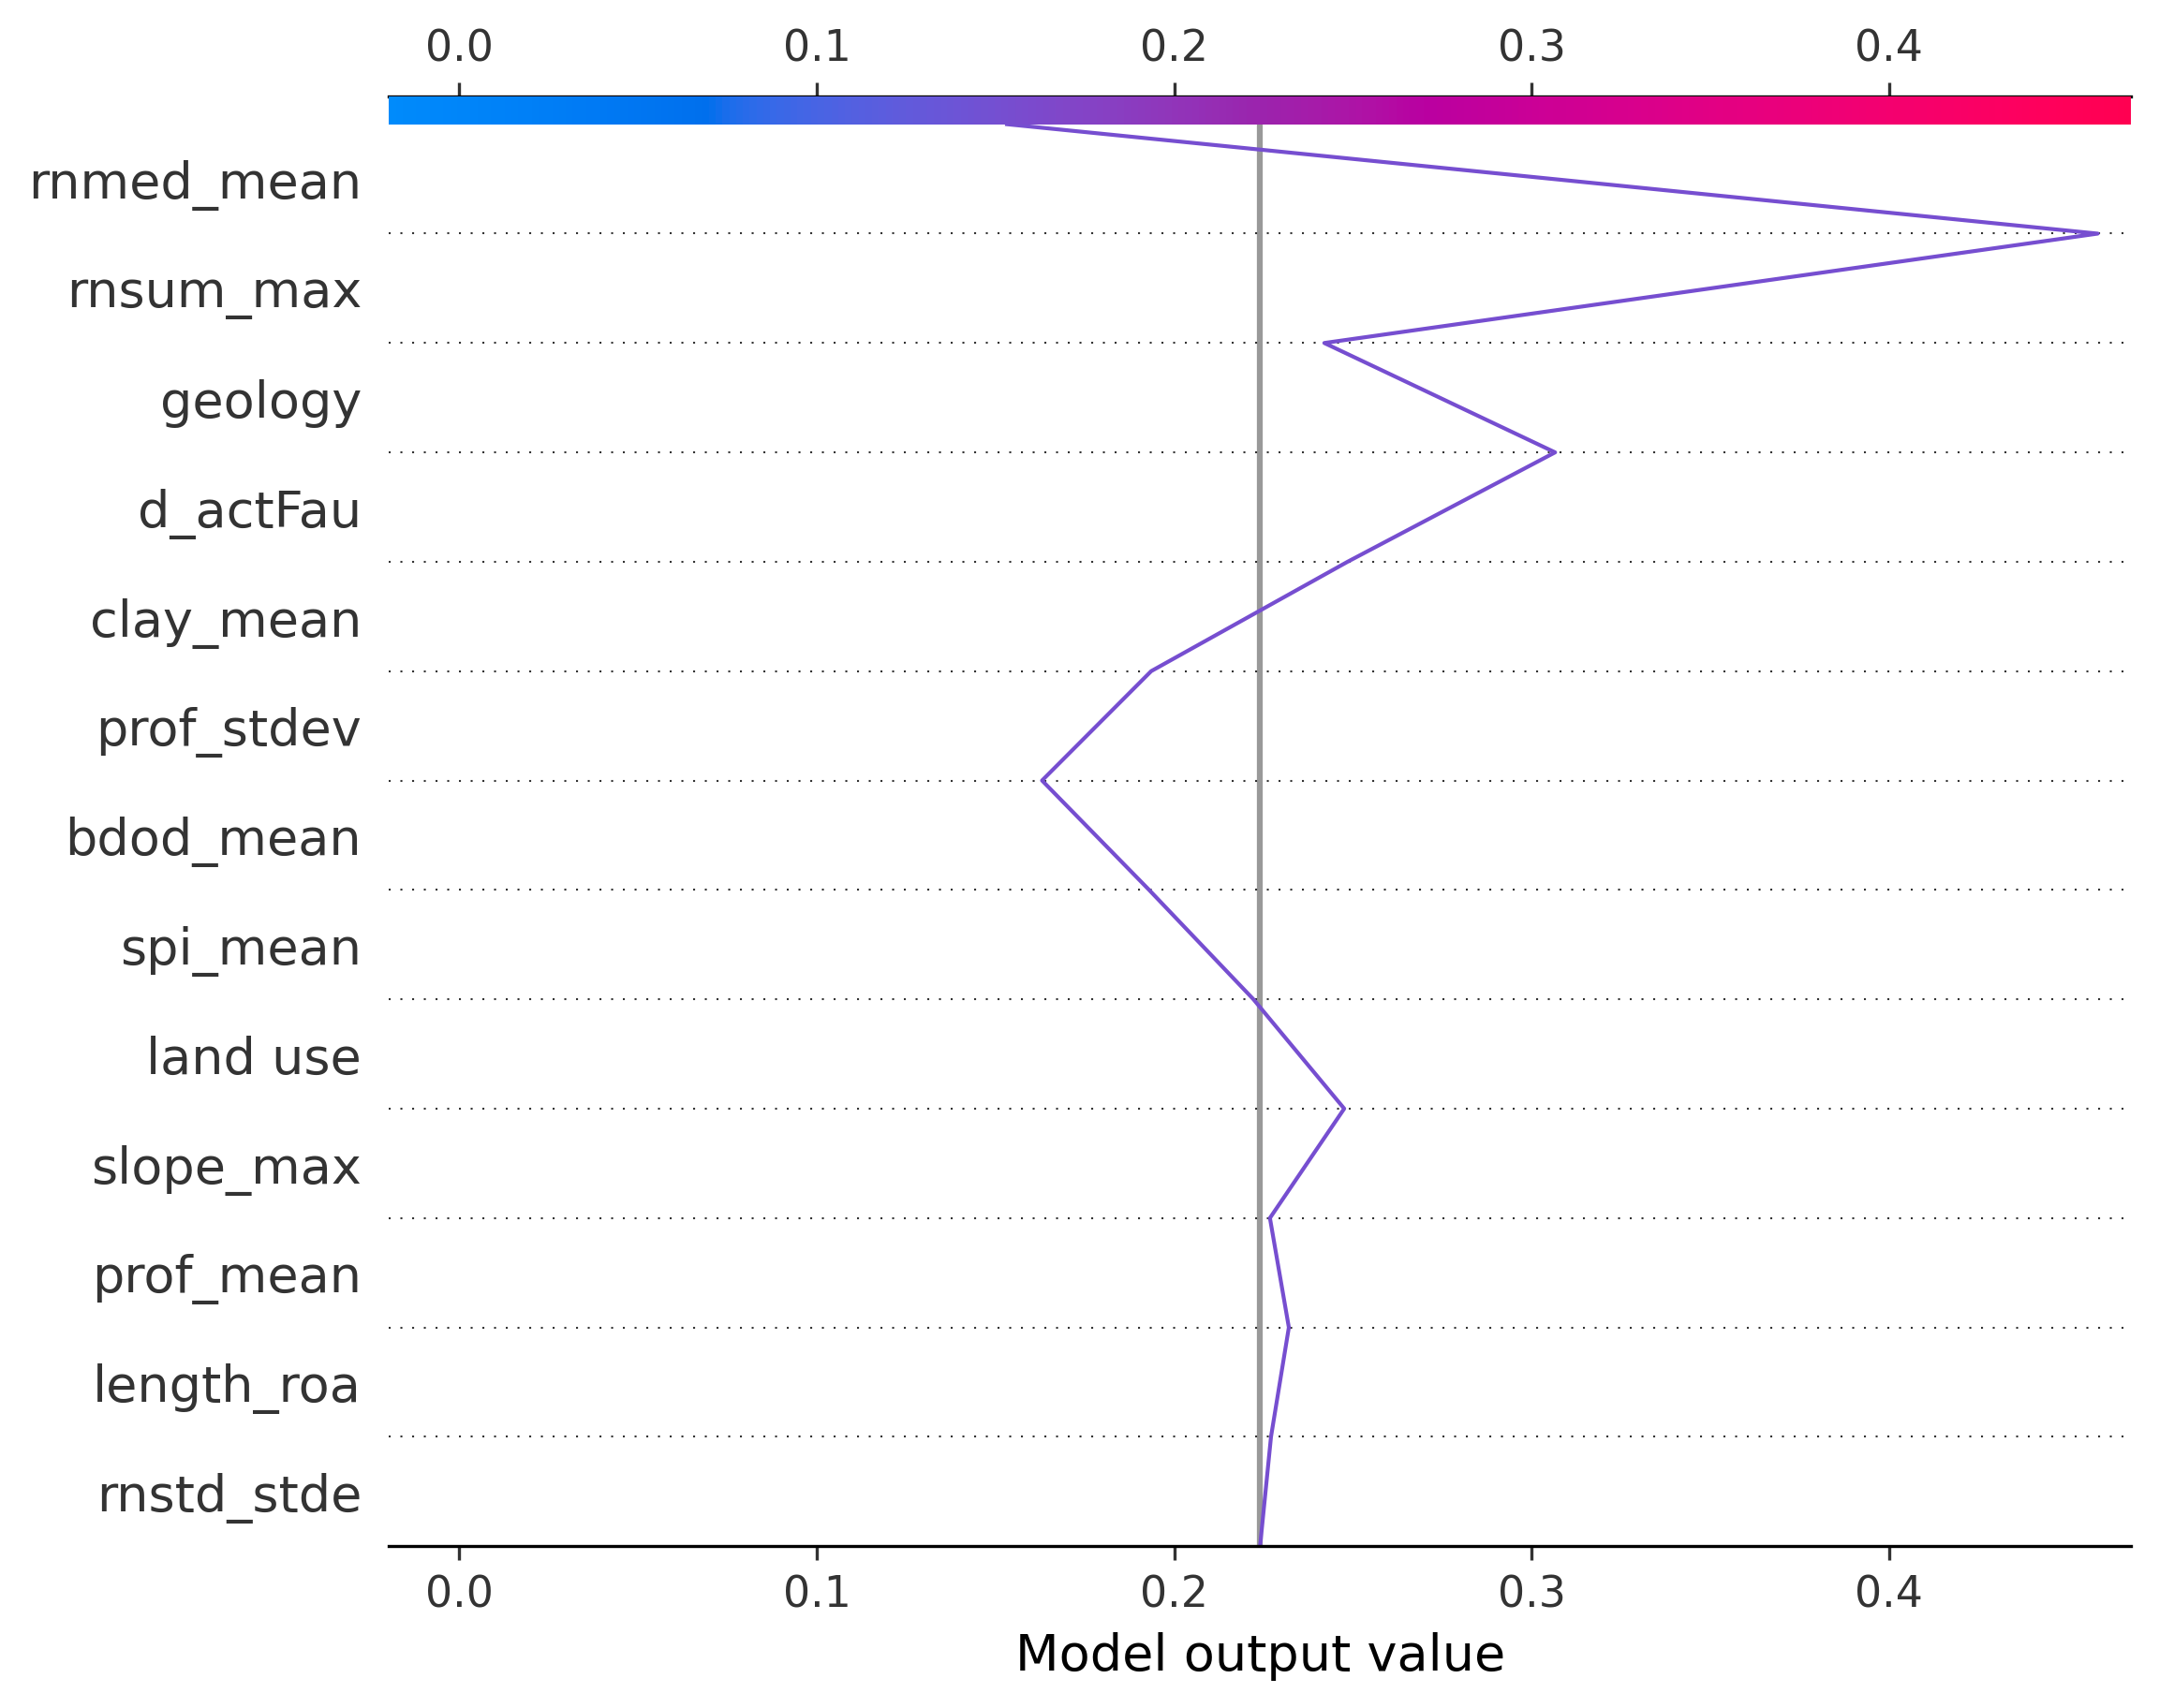 0.0 0.1 0.2 0.3 0.4
rnmed_mean
rnsum_max
geology
d_actFau
clay_mean
prof_stdev
bdod_mean
spi_mean
land use
slope_max
prof_mean
length_roa
rnstd_stde
0.0 0.1 0.2 0.3 0.4
Model output value